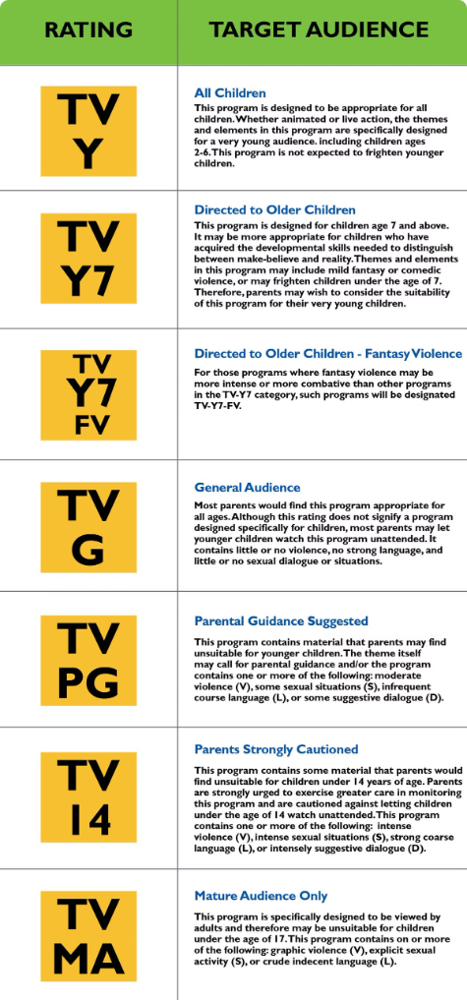 RATING
TARGET AUDIENCE
TV
Y
All Children
This program is designed to be appropriate for all
children. Whether animated or live action, the themes
and elements in this program are specifically designed
for a very young audience. including children ages
2-6. This program is not expected to frighten younger
children.
TV
Y7
Directed to Older Children
This program is designed for children age 7 and above.
It may be more appropriate for children who have
acquired the developmental skills needed to distinguish
between make-believe and reality. Themes and elements
in this program may include mild fantasy or comedic
violence, or may frighten children under the age of 7.
Therefore, parents may wish to consider the suitability
of this program for their very young children.
TV
Y7
FV
Directed to Older Children - Fantasy Violence
For those programs where fantasy violence may be
more intense or more combative than other programs
in the TV-Y7 category, such programs will be designated
TV-Y7-FV.
TV
G
General Audience
Most parents would find this program appropriate for
all ages. Although this rating does not signify a program
designed specifically for children, most parents may let
younger children watch this program unattended. It
contains little or no violence, no strong language, and
little or no sexual dialogue or situations.
TV
PG
Parental Guidance Suggested
This program contains material that parents may find
unsuitable for younger children. The theme itself
may call for parental guidance and/or the program
contains one or more of the following: moderate
violence (V), some sexual situations (S), infrequent
course language (L), or some suggestive dialogue (D).
TV
14
Parents Strongly Cautioned
This program contains some material that parents would
find unsuitable for children under 14 years of age. Parents
are strongly urged to exercise greater care in monitoring
this program and are cautioned against letting children
under the age of 14 watch unattended. This program
contains one or more of the following: intense
violence (V), intense sexual situations (S), strong coarse
language (L), or intensely suggestive dialogue (D).
TV
MA
Mature Audience Only
This program is specifically designed to be viewed by
adults and therefore may be unsuitable for children
under the age of 17. This program contains on or more
of the following: graphic violence (V), explicit sexual
activity (S), or crude indecent language (L).